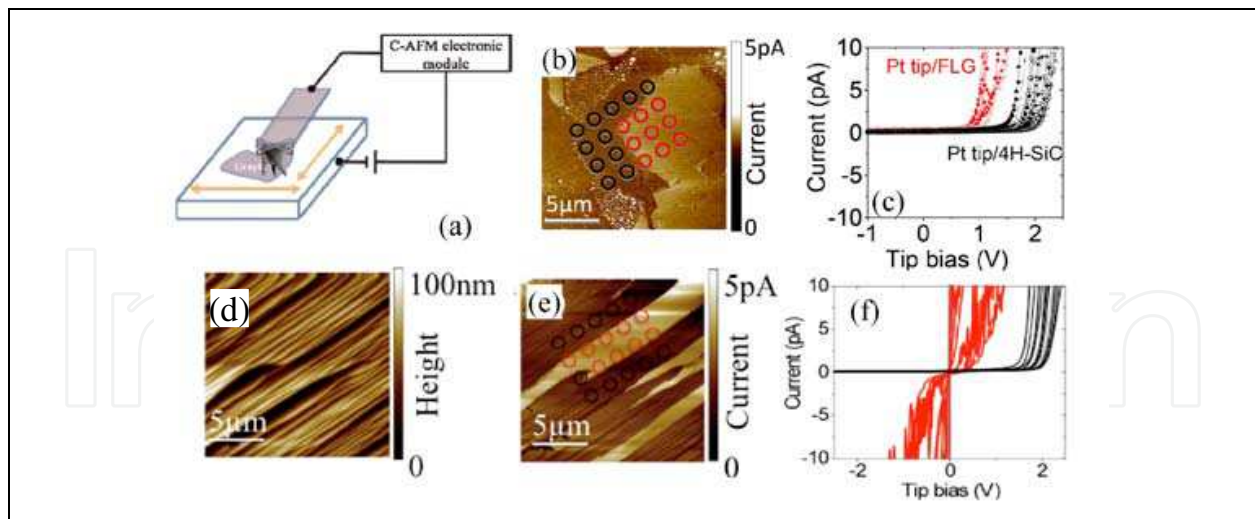 C-AFM electronic
module
(a)
(b)
5pA
Current
0
5μm
Current (pA)
10
5
0
-5
-10
Pt tip/FLG
Pt tip/4H-SiC
(c)
-1
0
1
2
Tip bias (V)
(d)
100nm
Height
0
5μm
(e)
5pA
Current
0
5μm
Current (pA)
10
5
0
-5
-10
(f)
-2
0
2
Tip bias (V)